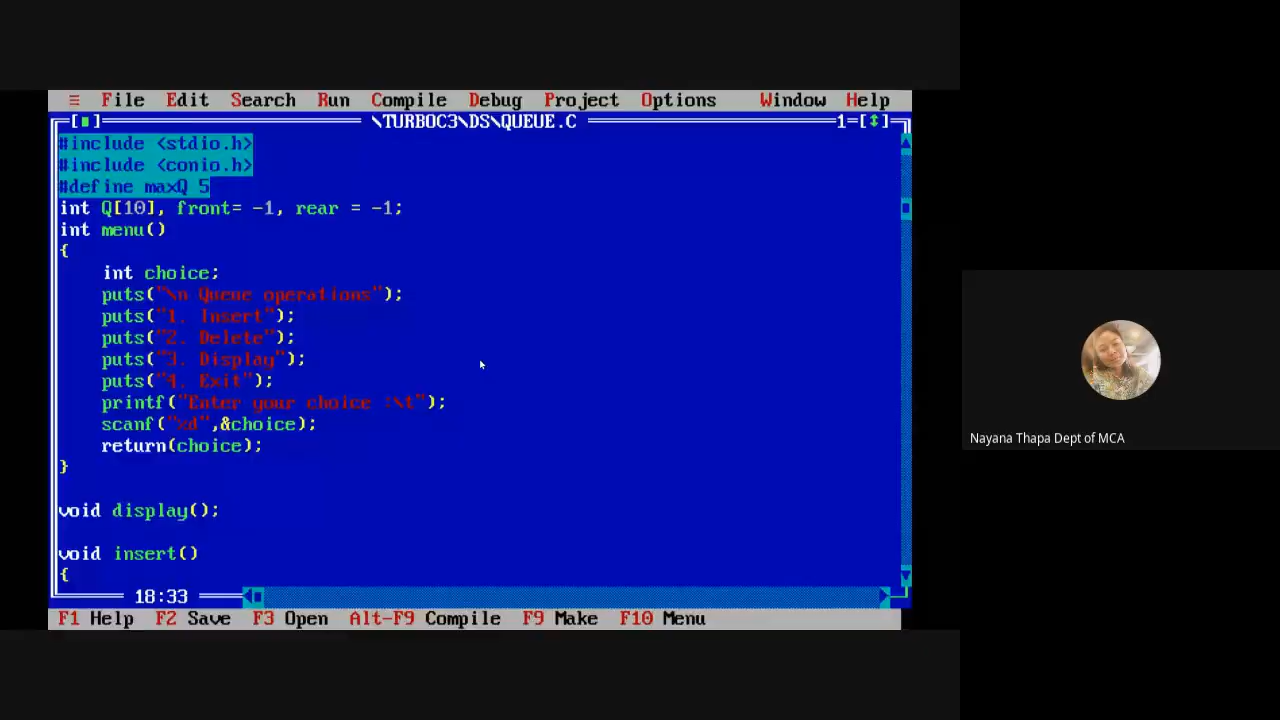 ≡ File Edit Search Run Compile Debug Project Options Window Help
[■] \TURBOC3\DS\QUEUE.C 1=[↕]
#include <stdio.h>
#include <conio.h>
#define maxQ 5
int Q[10], front= -1, rear = -1;
int menu()
{
int choice;
puts("\n Queue operations");
puts("1. Insert");
puts("2. Delete");
puts("3. Display");
puts("4. Exit");
printf("Enter your choice :\t");
scanf("%d",&choice);
return(choice);
}
void display();
void insert()
{
18:33
F1 Help F2 Save F3 Open Alt-F9 Compile F9 Make F10 Menu
Nayana Thapa Dept of MCA